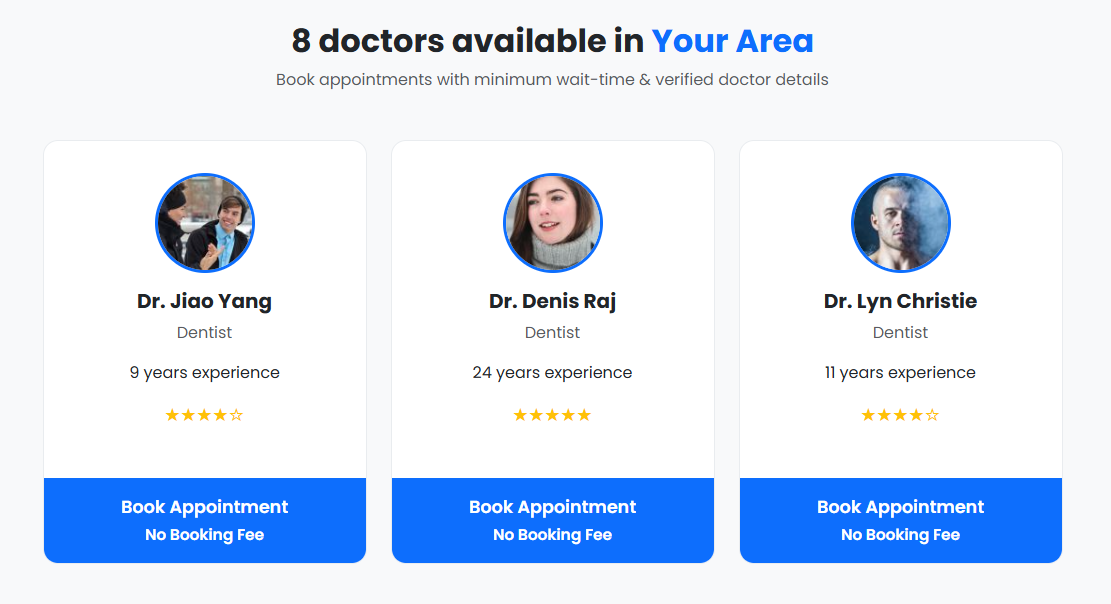 8 doctors available in Your Area
Book appointments with minimum wait-time & verified doctor details
Dr. Jiao Yang
Dentist
9 years experience
★★★★☆
Book Appointment
No Booking Fee
Dr. Denis Raj
Dentist
24 years experience
★★★★★
Book Appointment
No Booking Fee
Dr. Lyn Christie
Dentist
11 years experience
★★★★☆
Book Appointment
No Booking Fee